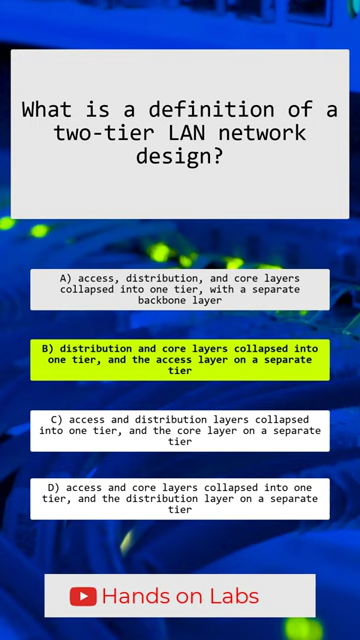 What is a definition of a
two-tier LAN network
design?
A) access, distribution, and core layers
collapsed into one tier, with a separate
backbone layer
B) distribution and core layers collapsed into
one tier, and the access layer on a separate
tier
C) access and distribution layers collapsed
into one tier, and the core layer on a separate
tier
D) access and core layers collapsed into one
tier, and the distribution layer on a separate
tier
Hands on Labs